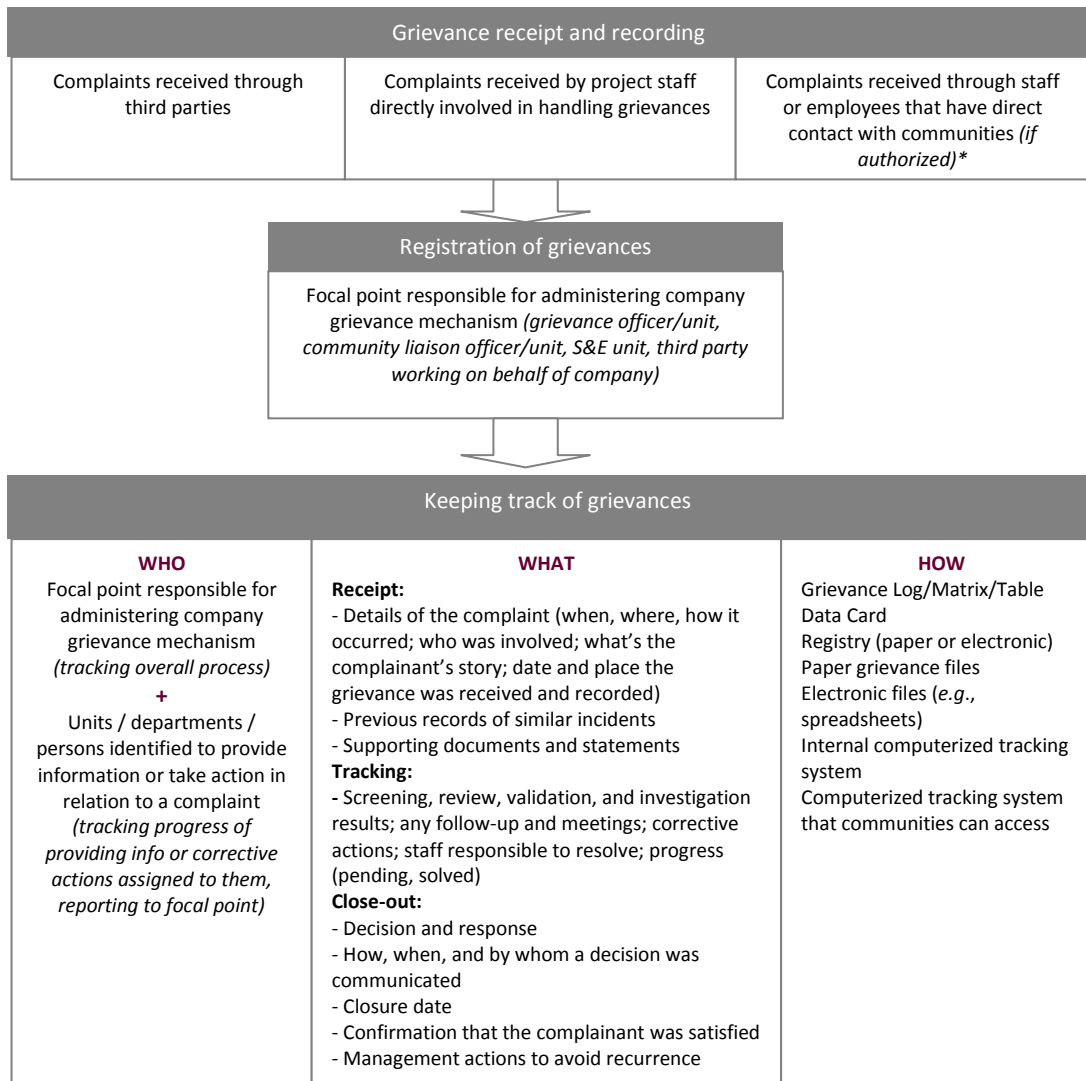 Grievance receipt and recording
Complaints received through
third parties
Complaints received by project staff
directly involved in handling grievances
Complaints received through staff
or employees that have direct
contact with communities (if
authorized)*
Registration of grievances
Focal point responsible for administering company
grievance mechanism (grievance officer/unit,
community liaison officer/unit, S&E unit, third party
working on behalf of company)
Keeping track of grievances
WHO
Focal point responsible for
administering company
grievance mechanism
(tracking overall process)
+
Units / departments /
persons identified to provide
information or take action in
relation to a complaint
(tracking progress of
providing info or corrective
actions assigned to them,
reporting to focal point)
WHAT
Receipt:
- Details of the complaint (when, where, how it
occurred; who was involved; what’s the
complainant’s story; date and place the
grievance was received and recorded)
- Previous records of similar incidents
- Supporting documents and statements
Tracking:
- Screening, review, validation, and investigation
results; any follow-up and meetings; corrective
actions; staff responsible to resolve; progress
(pending, solved)
Close-out:
- Decision and response
- How, when, and by whom a decision was
communicated
- Closure date
- Confirmation that the complainant was satisfied
- Management actions to avoid recurrence
HOW
Grievance Log/Matrix/Table
Data Card
Registry (paper or electronic)
Paper grievance files
Electronic files (e.g.,
spreadsheets)
Internal computerized tracking
system
Computerized tracking system
that communities can access